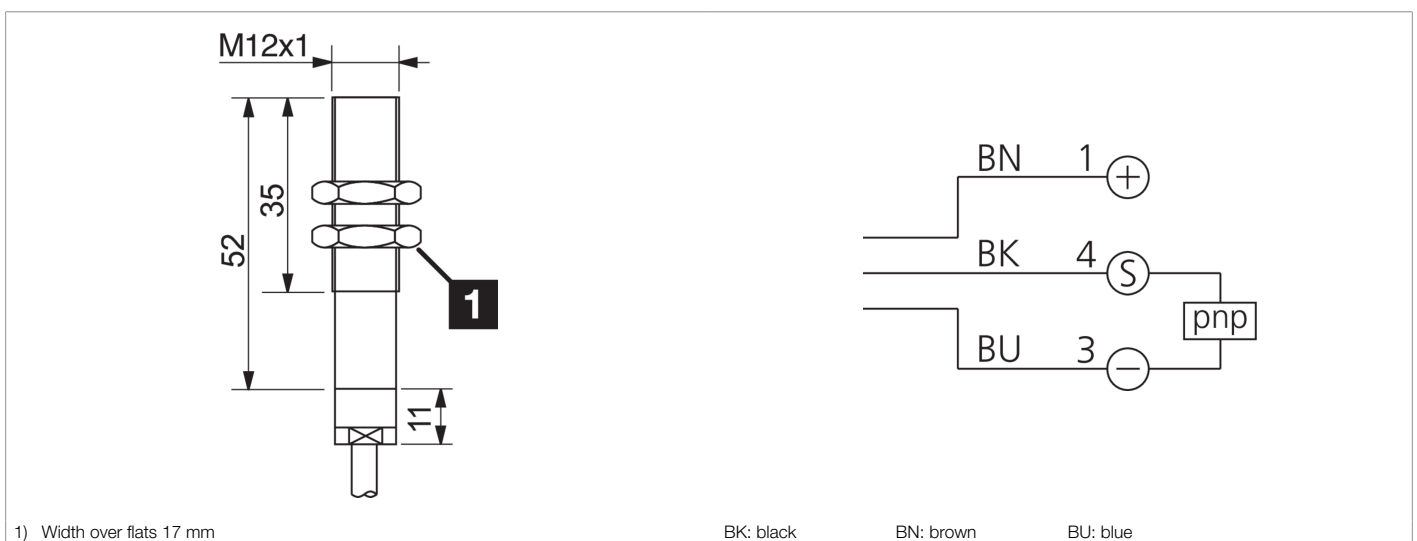 M12x1
52
35
1
11
BN 1 +
BK 4 S
pnp
BU 3 −
1) Width over flats 17 mm
BK: black BN: brown BU: blue